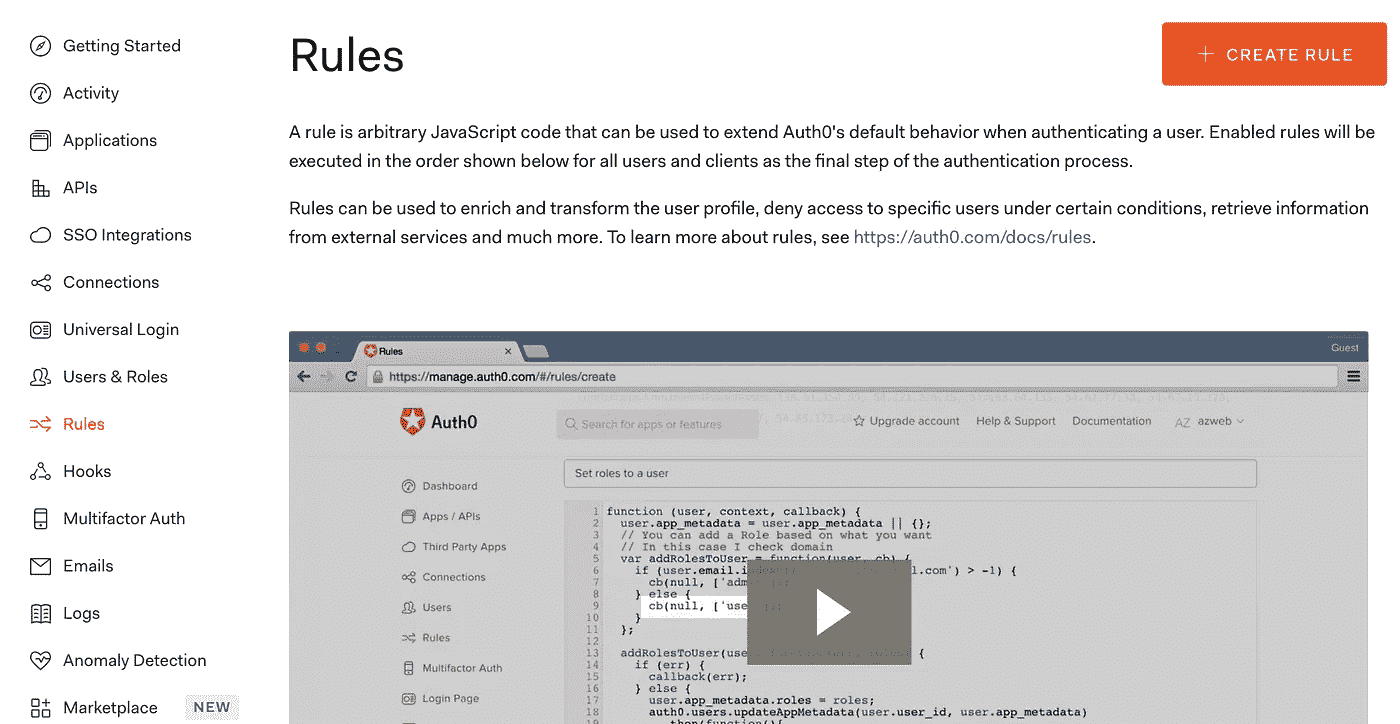 Getting Started
Activity
Applications
APIs
SSO Integrations
Connections
Universal Login
Users & Roles
Rules
Hooks
Multifactor Auth
Emails
Logs
Anomaly Detection
Marketplace NEW
Rules
+ CREATE RULE
A rule is arbitrary JavaScript code that can be used to extend Auth0's default behavior when authenticating a user. Enabled rules will be
executed in the order shown below for all users and clients as the final step of the authentication process.
Rules can be used to enrich and transform the user profile, deny access to specific users under certain conditions, retrieve information
from external services and much more. To learn more about rules, see https://auth0.com/docs/rules.
Rules
Guest
https://manage.auth0.com/#/rules/create
Auth0
Search for apps or features
Upgrade account Help & Support Documentation AZ azweb
Dashboard
Apps / APIs
Third Party Apps
Connections
Users
Rules
Multifactor Auth
Login Page
Set roles to a user
1 function (user, context, callback) {
2 user.app_metadata = user.app_metadata || {};
3 // You can add a Role based on what you want
4 // In this case I check domain
5 var addRolesToUser = function(user, cb) {
6 if (user.email. .com') > -1) {
7 cb(null, ['adm
8 } else {
9 cb(null, ['use
10 }
11 };
12
13 addRolesToUser( {
14 if (err) {
15 callback(err);
16 } else {
17 user.app_metadata.roles = roles;
18 auth0.users.updateAppMetadata(user.user_id, user.app_metadata)
19 .then(function(){